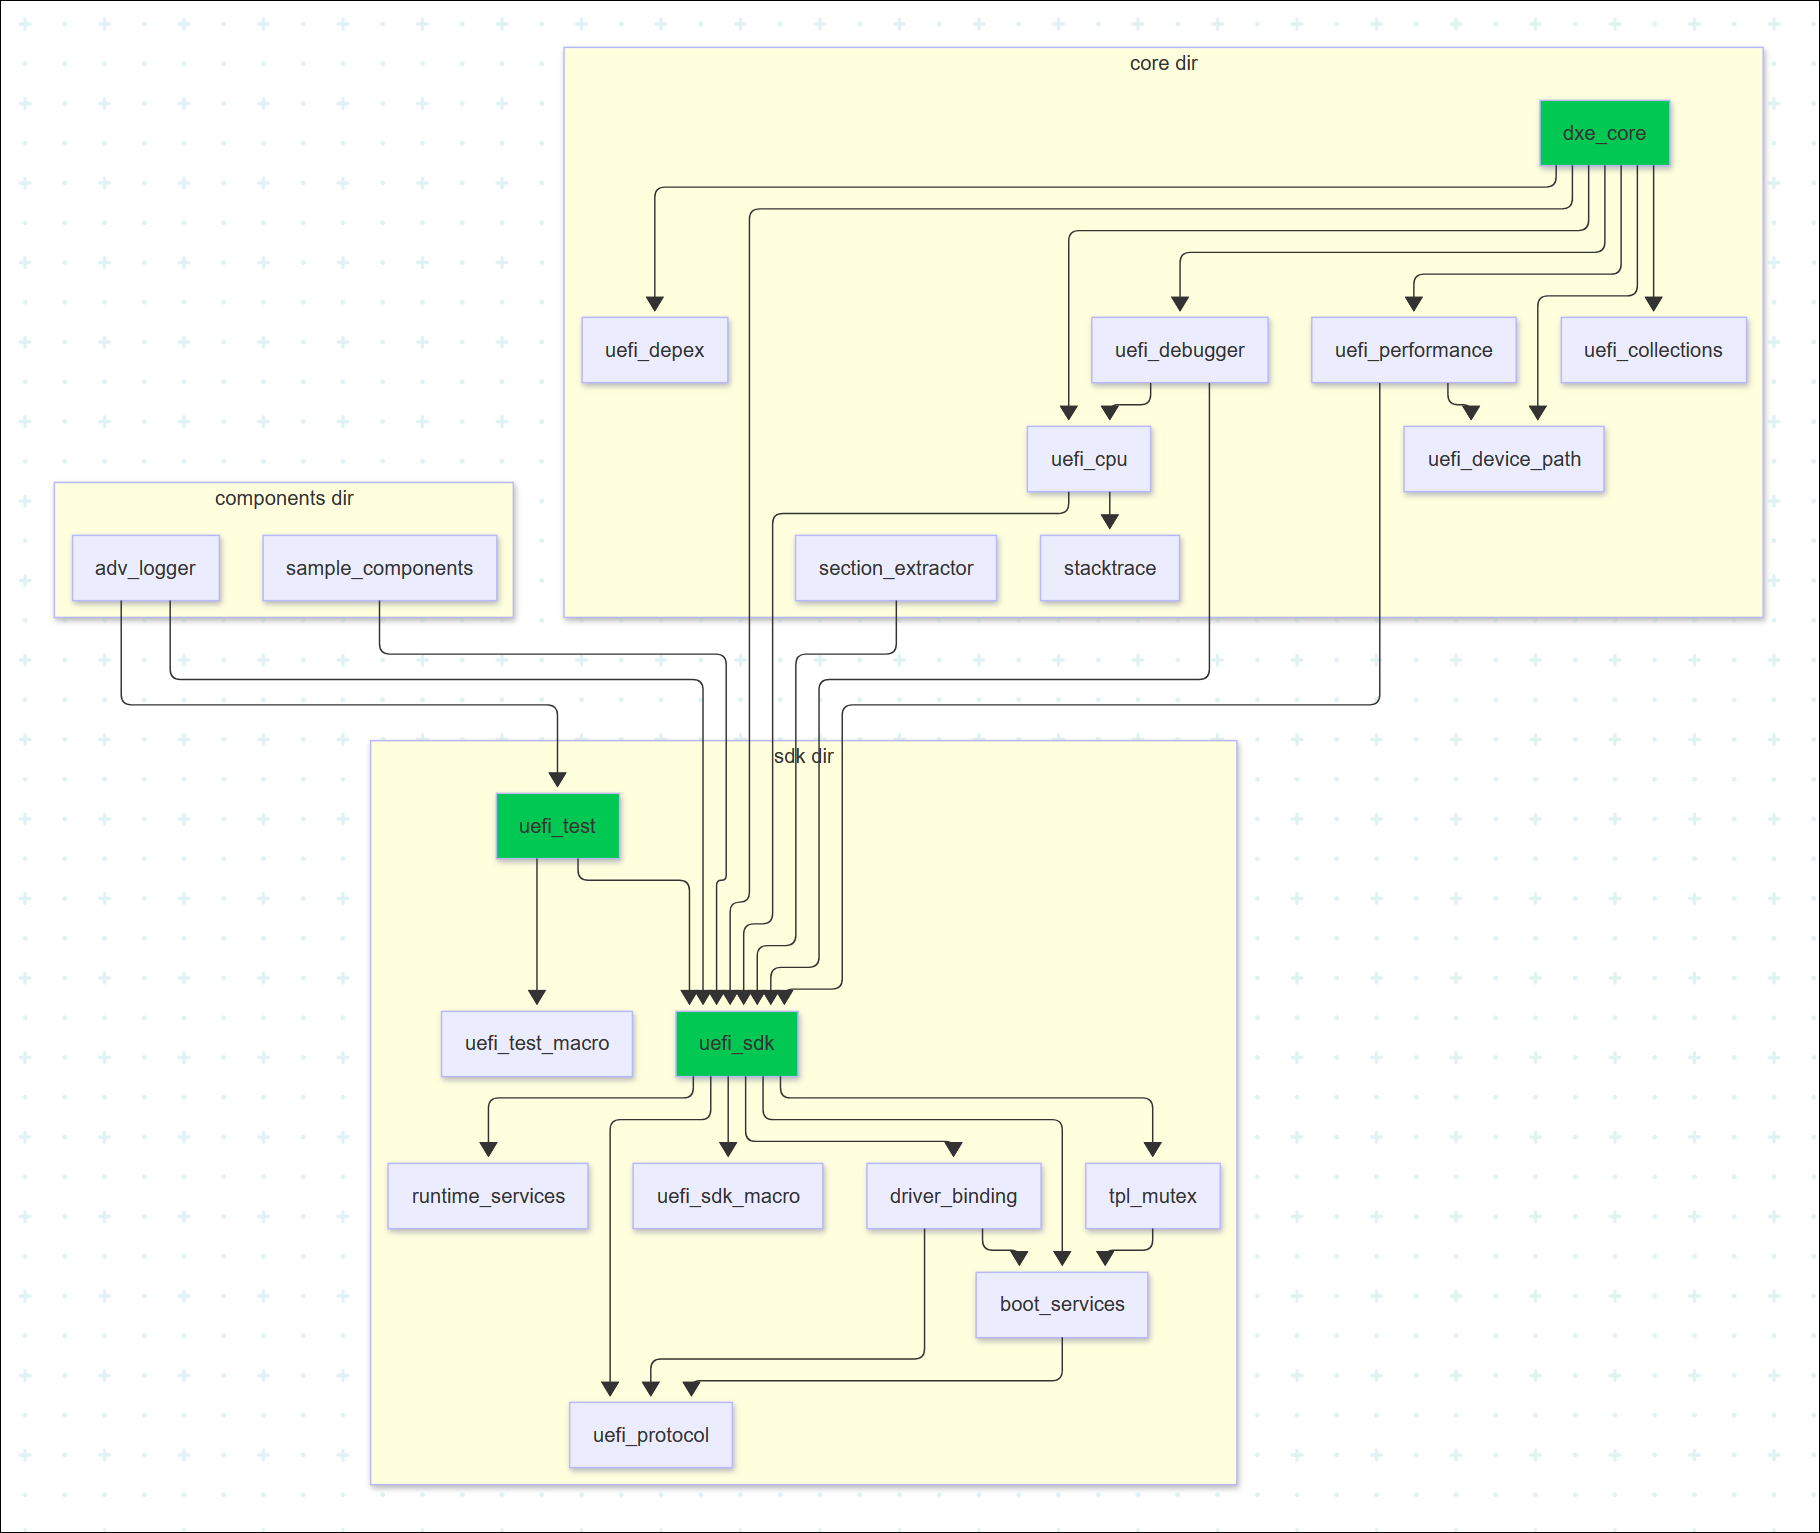 core dir
dxe_core
uefi_depex
uefi_debugger
uefi_performance
uefi_collections
uefi_cpu
uefi_device_path
components dir
adv_logger
sample_components
section_extractor
stacktrace
sdk dir
uefi_test
uefi_test_macro
uefi_sdk
runtime_services
uefi_sdk_macro
driver_binding
tpl_mutex
boot_services
uefi_protocol